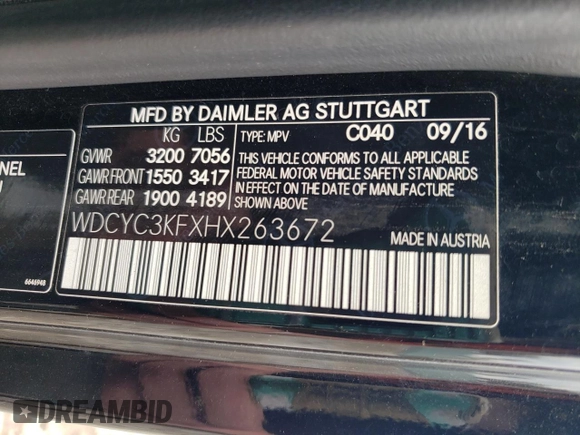 MFD BY DAIMLER AG STUTTGART
KG LBS TYPE: MPV C040 09/16
GVWR 3200 7056 THIS VEHICLE CONFORMS TO ALL APPLICABLE
GAWR FRONT 1550 3417 FEDERAL MOTOR VEHICLE SAFETY STANDARDS
GAWR REAR 1900 4189 IN EFFECT ON THE DATE OF MANUFACTURE
SHOWN ABOVE
WDCYC3KFXHX263672 MADE IN AUSTRIA
NEL
6646948
DREAMBID